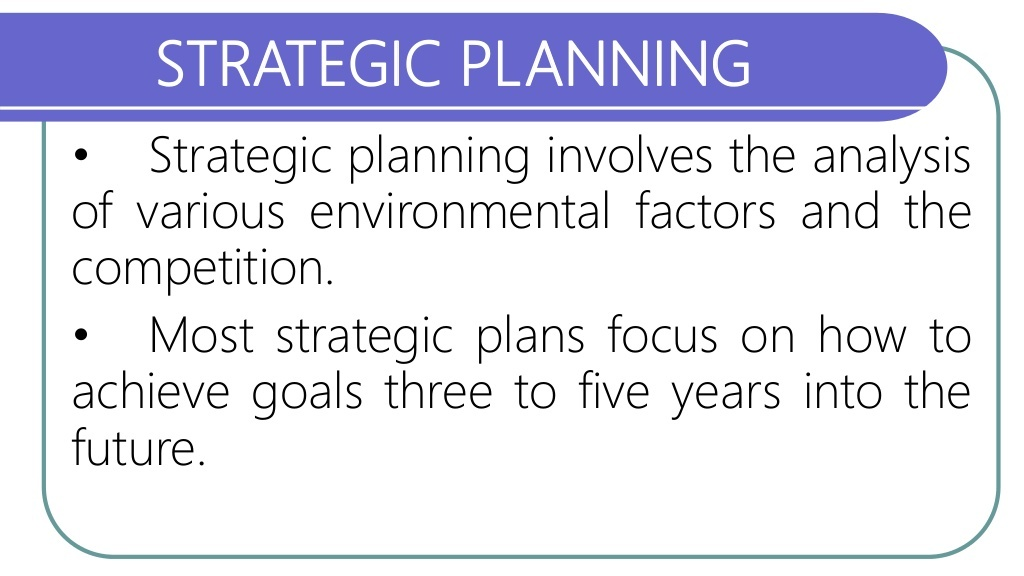 STRATEGIC PLANNING
• Strategic planning involves the analysis
of various environmental factors and the
competition.
• Most strategic plans focus on how to
achieve goals three to five years into the
future.